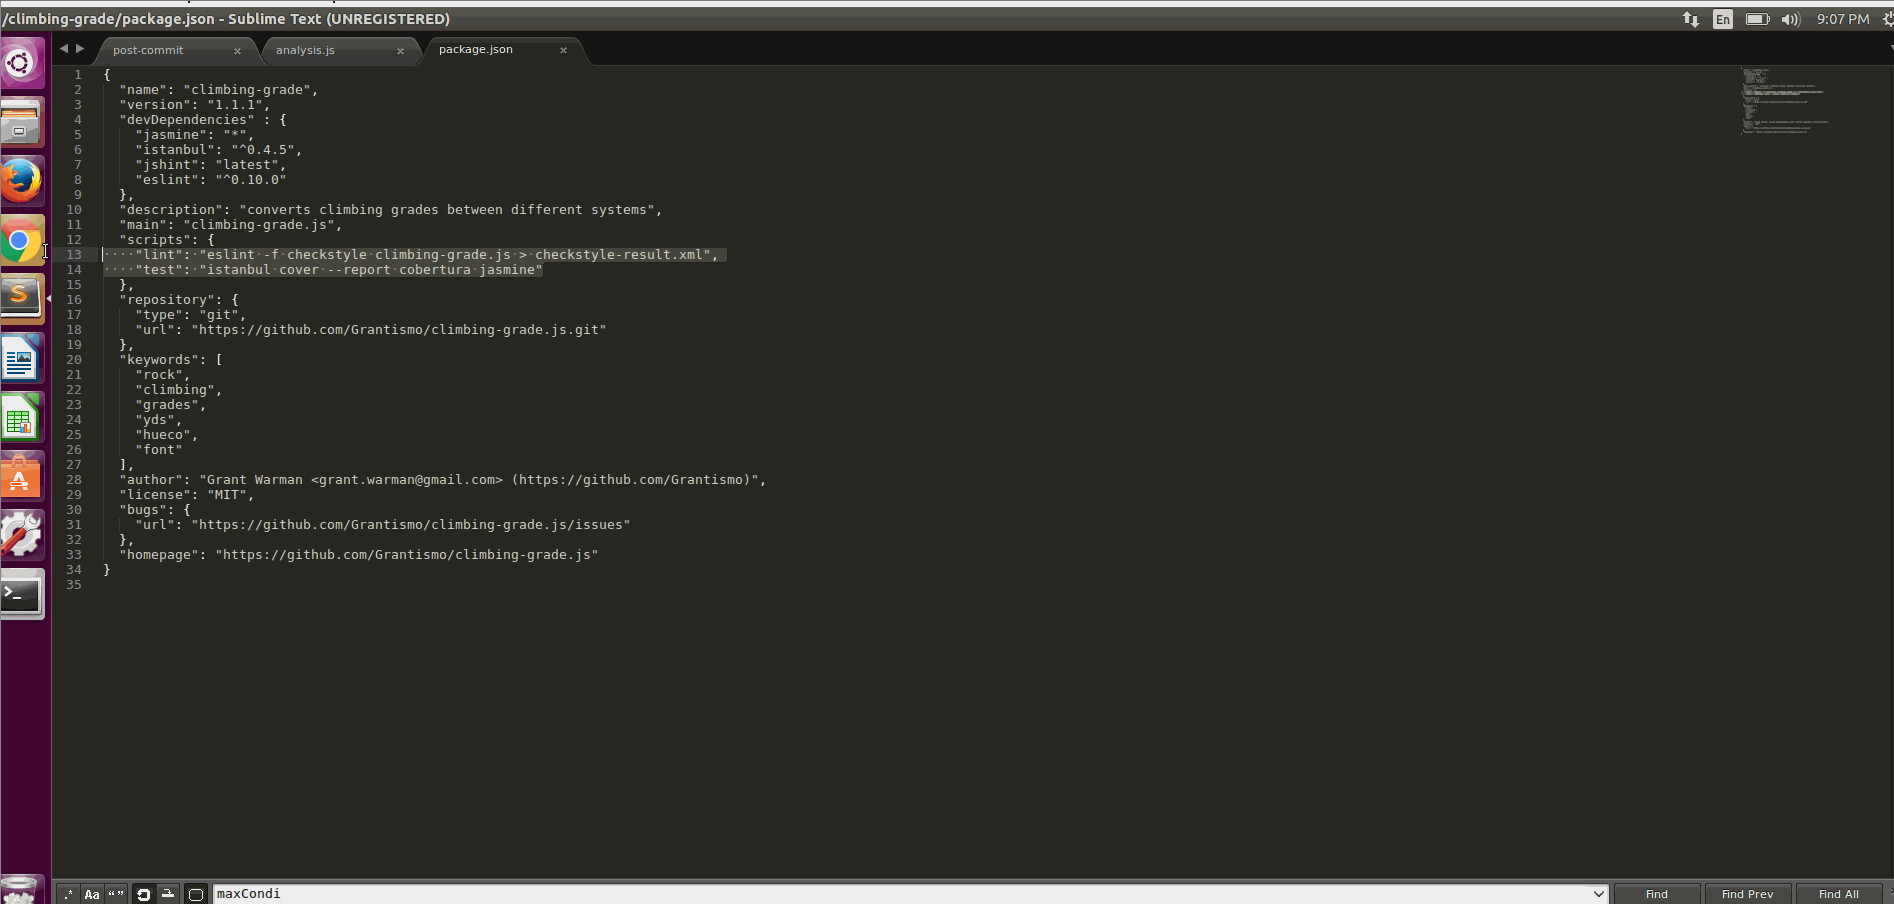 /climbing-grade/package.json - Sublime Text (UNREGISTERED)
En
9:07 PM
post-commit
analysis.js
package.json
1 {
2 "name": "climbing-grade",
3 "version": "1.1.1",
4 "devDependencies" : {
5 "jasmine": "*",
6 "istanbul": "^0.4.5",
7 "jshint": "latest",
8 "eslint": "^0.10.0"
9 },
10 "description": "converts climbing grades between different systems",
11 "main": "climbing-grade.js",
12 "scripts": {
13 "lint": "eslint -f checkstyle climbing-grade.js > checkstyle-result.xml",
14 "test": "istanbul cover --report cobertura jasmine"
15 },
16 "repository": {
17 "type": "git",
18 "url": "https://github.com/Grantismo/climbing-grade.js.git"
19 },
20 "keywords": [
21 "rock",
22 "climbing",
23 "grades",
24 "yds",
25 "hueco",
26 "font"
27 ],
28 "author": "Grant Warman <grant.warman@gmail.com> (https://github.com/Grantismo)",
29 "license": "MIT",
30 "bugs": {
31 "url": "https://github.com/Grantismo/climbing-grade.js/issues"
32 },
33 "homepage": "https://github.com/Grantismo/climbing-grade.js"
34 }
35
.* Aa “” maxCondi Find Find Prev Find All